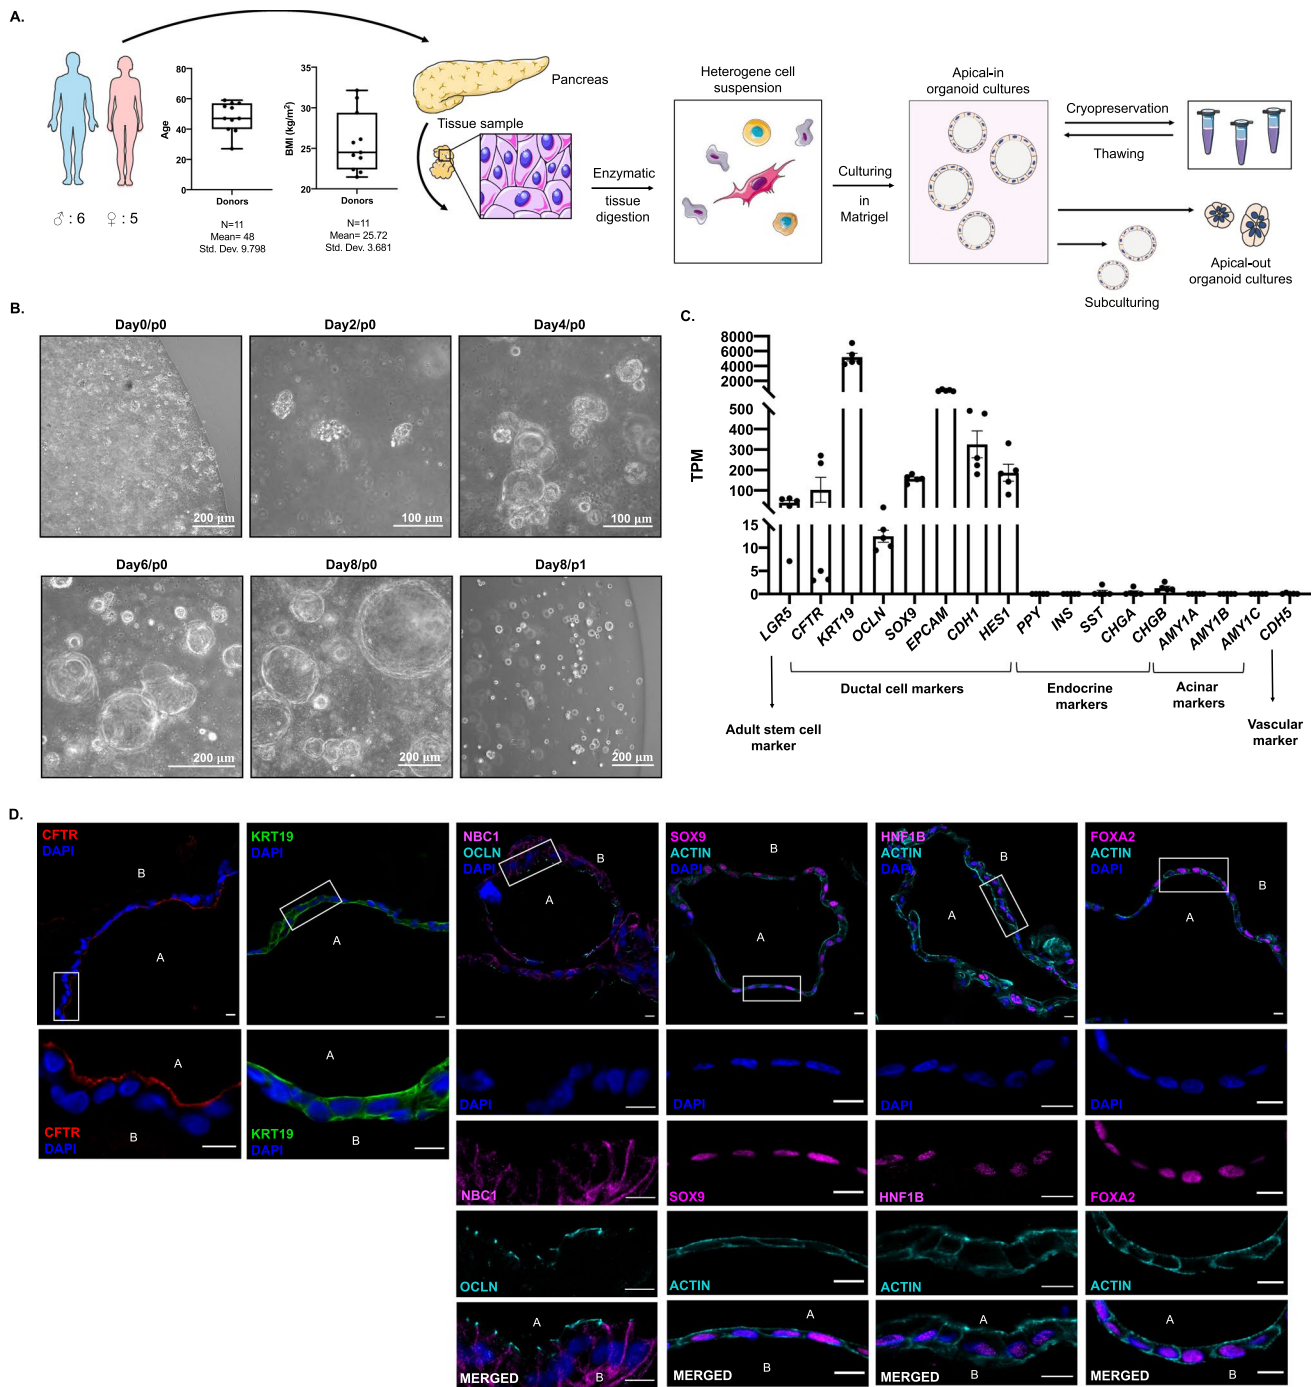 A.
80
60
40
20
0
Age
Donors
N=11
Mean= 48
Std. Dev. 9.798
♂ : 6
♀ : 5
35
30
25
20
BMI (kg/m²)
Donors
N=11
Mean= 25.72
Std. Dev. 3.681
Pancreas
Tissue sample
Enzymatic
tissue
digestion
Heterogene cell
suspension
Culturing
in
Matrigel
Apical-in
organoid cultures
Cryopreservation
Thawing
Subculturing
Apical-out
organoid cultures
B.
Day0/p0
200 µm
Day2/p0
100 µm
Day4/p0
100 µm
Day6/p0
200 µm
Day8/p0
200 µm
Day8/p1
200 µm
C.
TPM
8000
6000
4000
2000
500
400
300
200
100
15
10
5
0
LGR5
CFTR
KRT19
OCLN
SOX9
EPCAM
CDH1
HES1
PPY
INS
SST
CHGA
CHGB
AMY1A
AMY1B
AMY1C
CDH5
Ductal cell markers
Endocrine
markers
Acinar
markers
Adult stem cell
marker
Vascular
marker
D.
CFTR
DAPI
B
A
KRT19
DAPI
A
NBC1
OCLN
DAPI
B
A
SOX9
ACTIN
DAPI
B
A
HNF1B
ACTIN
DAPI
B
A
FOXA2
ACTIN
DAPI
B
A
A
CFTR
DAPI
B
A
KRT19
DAPI
B
DAPI
DAPI
DAPI
DAPI
NBC1
SOX9
HNF1B
FOXA2
OCLN
ACTIN
ACTIN
ACTIN
A
MERGED
B
A
MERGED
B
A
MERGED
B
A
MERGED
B